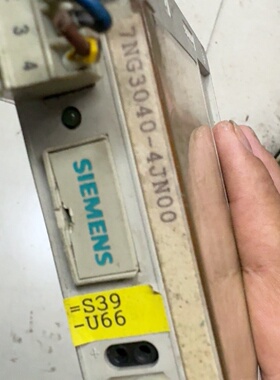 3 4
7NG3040-4JN00
SIEMENS
=S39
-U66
+